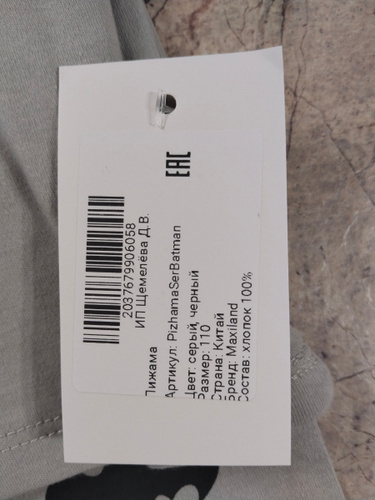 2037679906058
ИП Щемелёва Д.В.
EAC
Пижама
Артикул: PizhamaSerBatman
Цвет: серый, черный
Размер: 110
Страна: Китай
Бренд: Maxiland
Состав: хлопок 100%